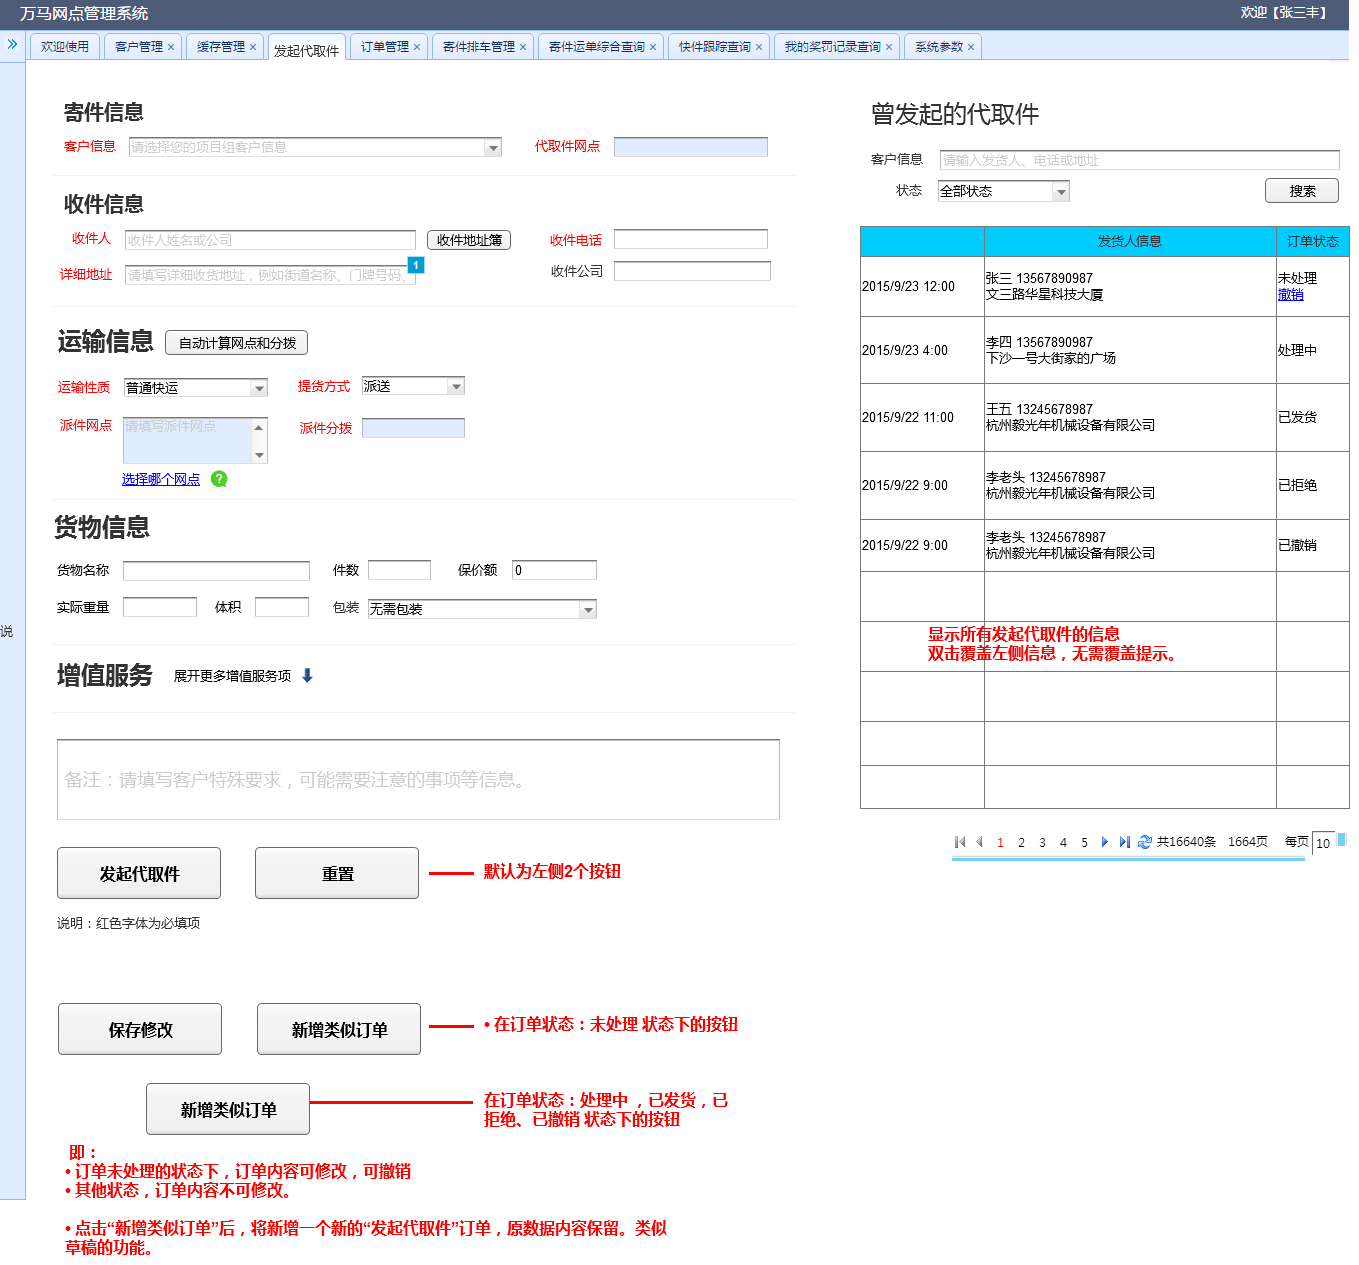 万马网点管理系统
欢迎【张三丰】
欢迎使用 客户管理 × 缓存管理 × 发起代取件 订单管理 × 寄件排车管理 × 寄件运单综合查询 × 快件跟踪查询 × 我的奖罚记录查询 × 系统参数 ×
说
寄件信息
客户信息 请选择您的项目组客户信息 代取件网点
收件信息
收件人 收件人姓名或公司 收件地址簿 收件电话
详细地址 请填写详细收货地址，例如街道名称、门牌号码、 1 收件公司
运输信息 自动计算网点和分拨
运输性质 普通快运 提货方式 派送
派件网点 请填写派件网点 派件分拨
选择哪个网点 ?
货物信息
货物名称 件数 保价额 0
实际重量 体积 包装 无需包装
增值服务 展开更多增值服务项
备注：请填写客户特殊要求，可能需要注意的事项等信息。
发起代取件 重置 默认为左侧2个按钮
说明：红色字体为必填项
保存修改 新增类似订单 • 在订单状态：未处理 状态下的按钮
新增类似订单 在订单状态：处理中 ，已发货，已
拒绝、已撤销 状态下的按钮
即：
• 订单未处理的状态下，订单内容可修改，可撤销
• 其他状态，订单内容不可修改。
• 点击“新增类似订单”后，将新增一个新的“发起代取件”订单，原数据内容保留。类似
草稿的功能。
曾发起的代取件
客户信息 请输入发货人、电话或地址
状态 全部状态 搜索
发货人信息 订单状态
2015/9/23 12:00 张三 13567890987 未处理
文三路华星科技大厦 撤销
2015/9/23 4:00 李四 13567890987 处理中
下沙一号大街家的广场
2015/9/22 11:00 王五 13245678987 已发货
杭州毅光年机械设备有限公司
2015/9/22 9:00 李老头 13245678987 已拒绝
杭州毅光年机械设备有限公司
2015/9/22 9:00 李老头 13245678987 已撤销
杭州毅光年机械设备有限公司
显示所有发起代取件的信息
双击覆盖左侧信息，无需覆盖提示。
1 2 3 4 5 共16640条 1664页 每页 10